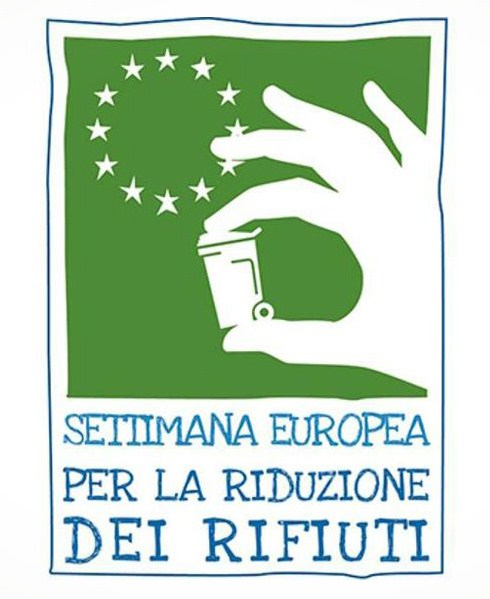 SETTIMANA EUROPEA
PER LA RIDUZIONE
DEI RIFIUTI